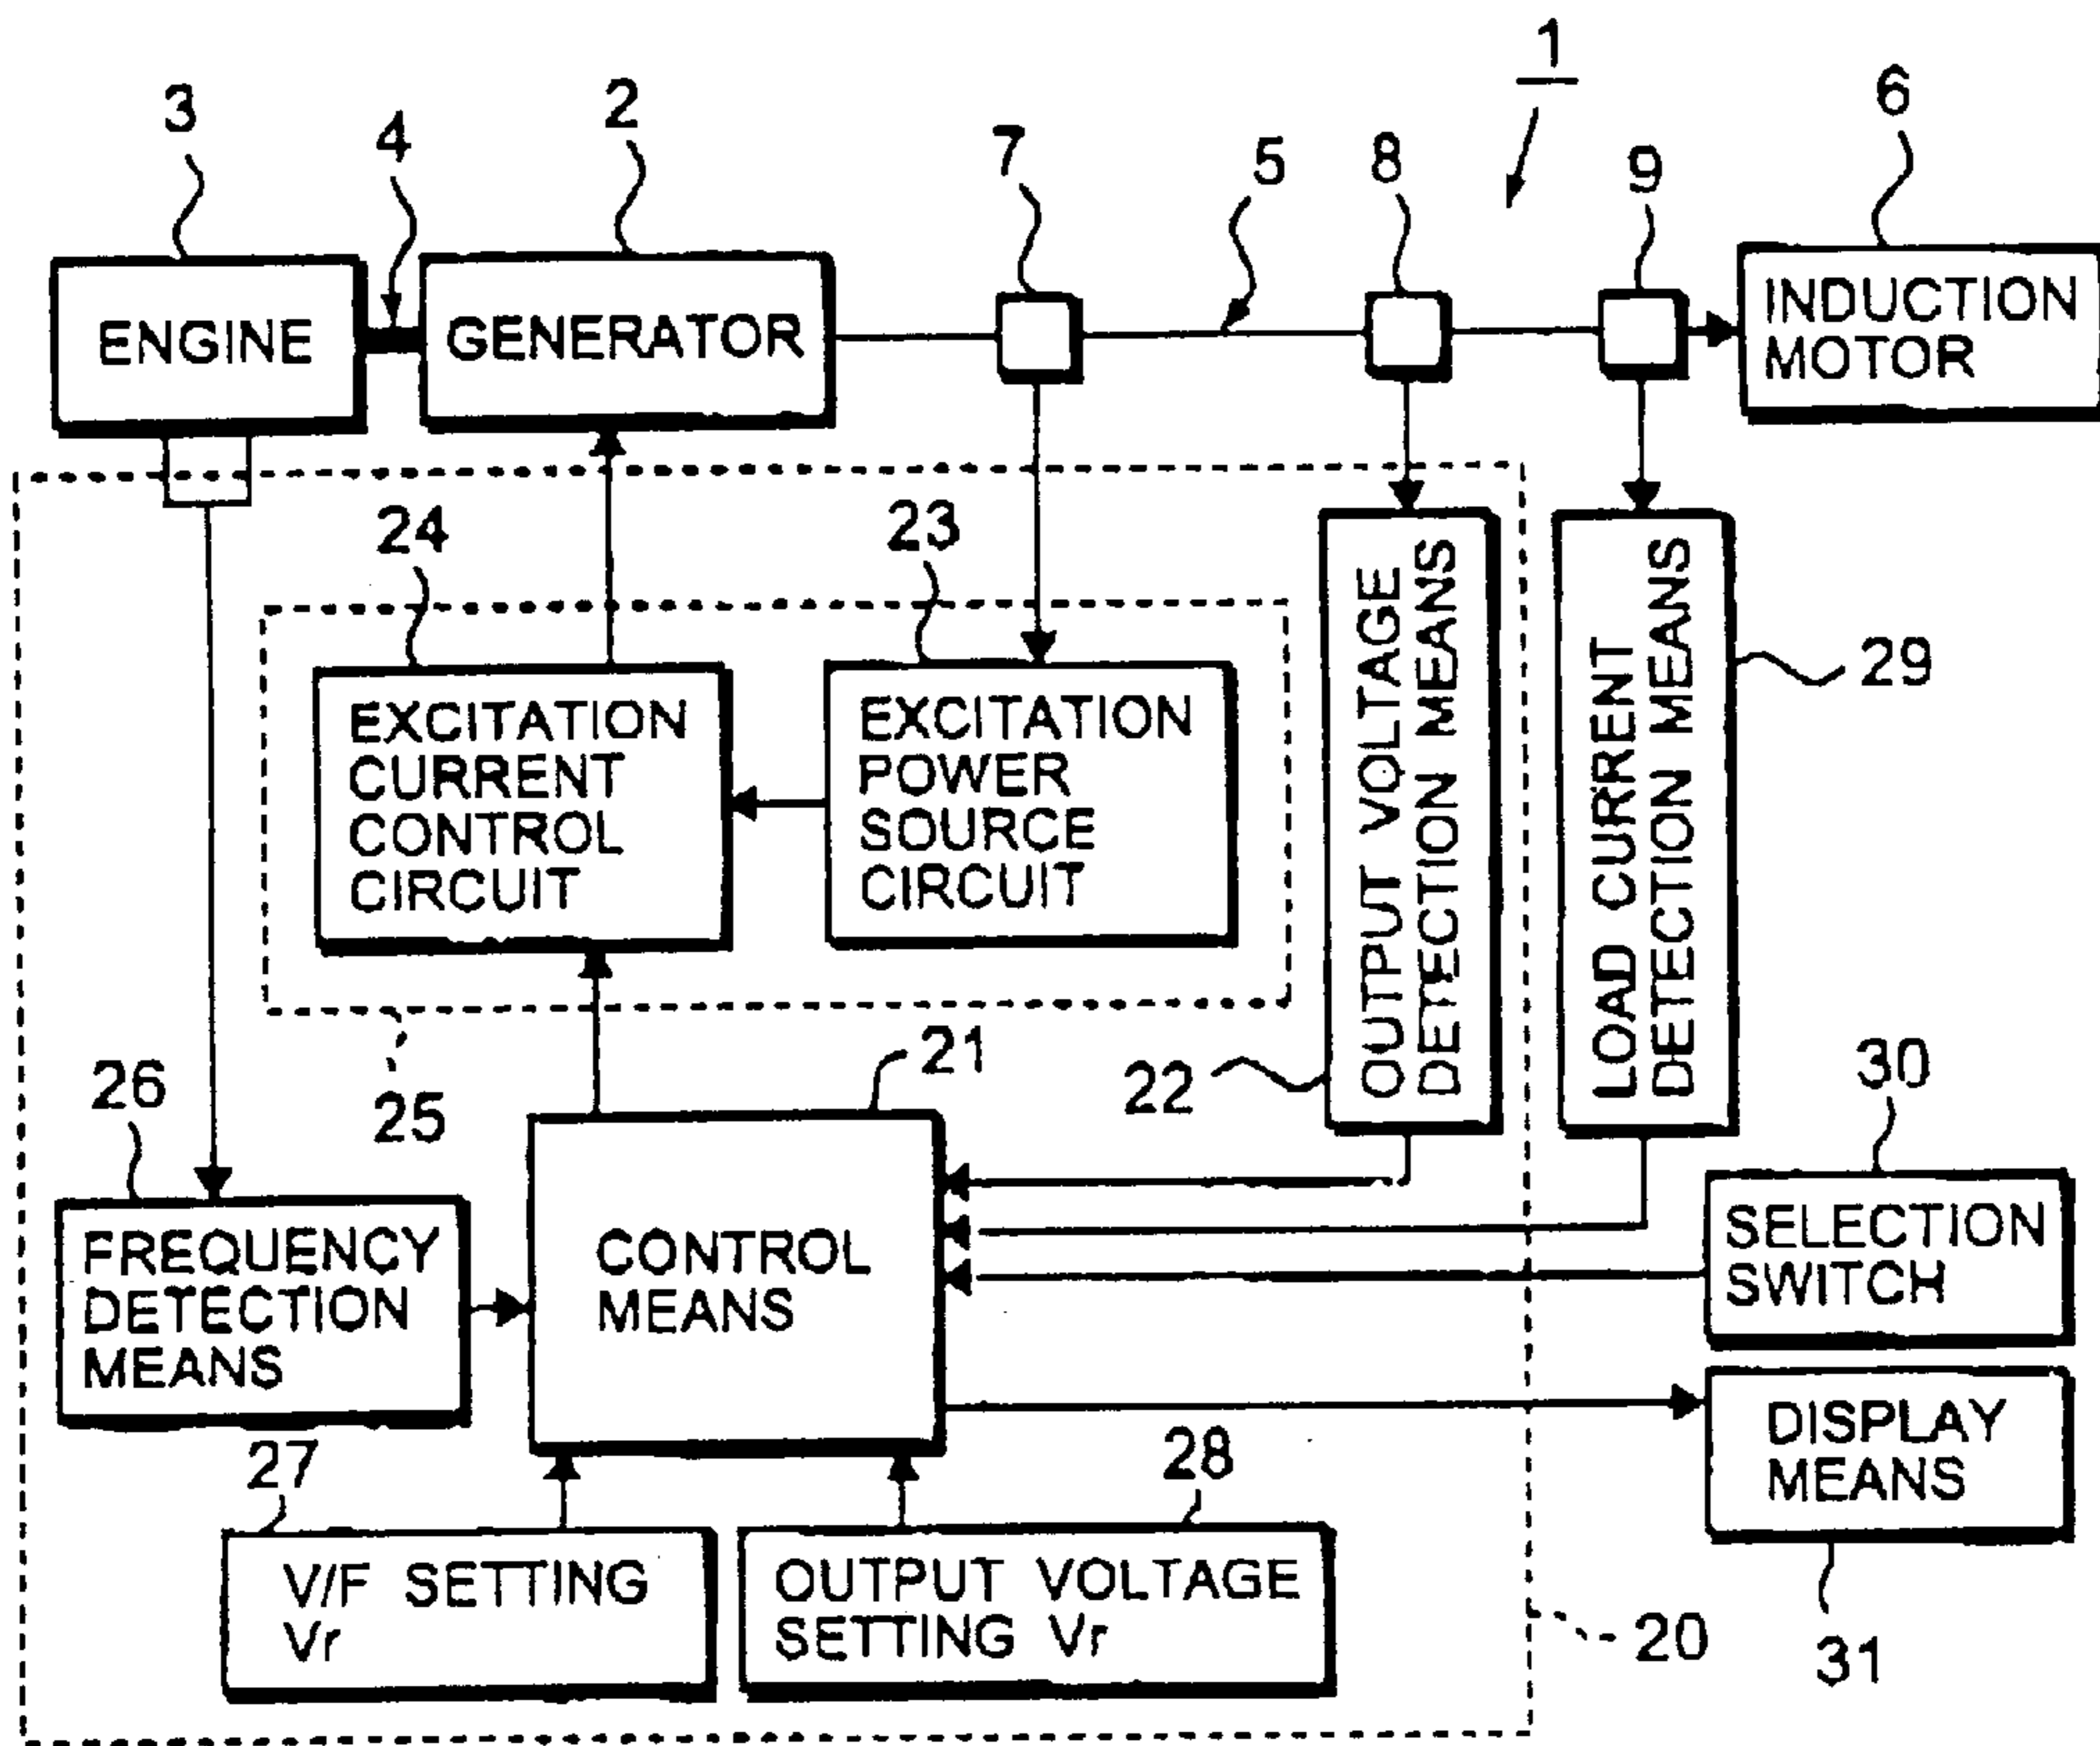 1
3
4
2
7
5
8
9
6
ENGINE
GENERATOR
INDUCTION
MOTOR
24
23
EXCITATION
CURRENT
CONTROL
CIRCUIT
EXCITATION
POWER
SOURCE
CIRCUIT
OUTPUT VOLTAGE
DETECTION MEANS
LOAD CURRENT
DETECTION MEANS
29
26
25
21
22
30
FREQUENCY
DETECTION
MEANS
CONTROL
MEANS
SELECTION
SWITCH
27
28
DISPLAY
MEANS
V/F SETTING
Vr
OUTPUT VOLTAGE
SETTING Vr
20
31